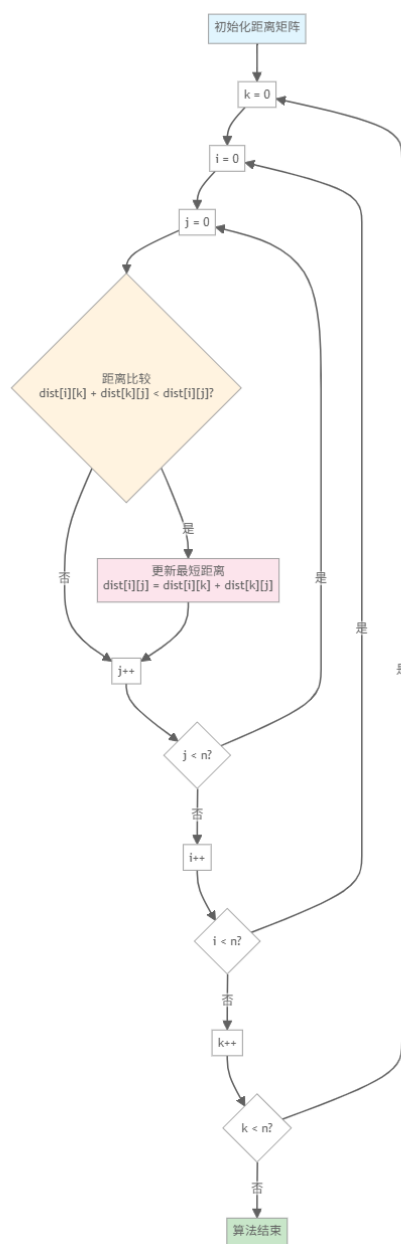 初始化距离矩阵
k = 0
i = 0
j = 0
距离比较
dist[i][k] + dist[k][j] < dist[i][j]?
是
更新最短距离
dist[i][j] = dist[i][k] + dist[k][j]
否
是
是
是
j++
j < n?
否
i++
i < n?
否
k++
k < n?
否
算法结束